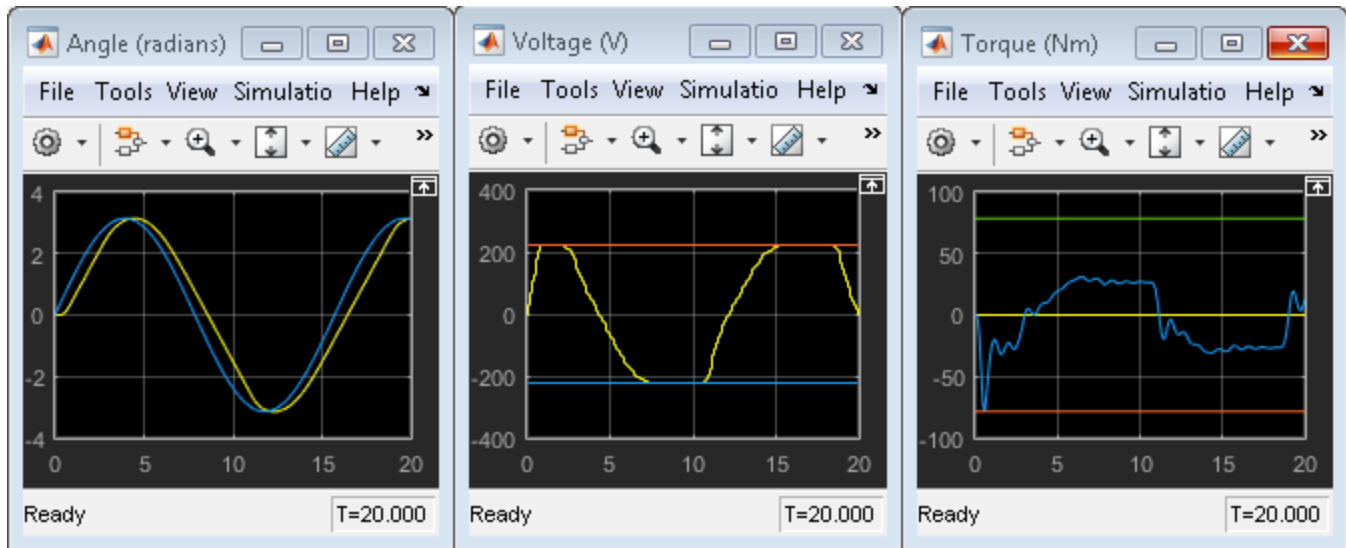 Angle (radians)
File Tools View Simulatio Help
4
2
0
-2
-4
0 5 10 15 20
Ready T=20.000
Voltage (V)
File Tools View Simulatio Help
400
200
0
-200
-400
0 5 10 15 20
Ready T=20.000
Torque (Nm)
File Tools View Simulatio Help
100
50
0
-50
-100
0 5 10 15 20
Ready T=20.000